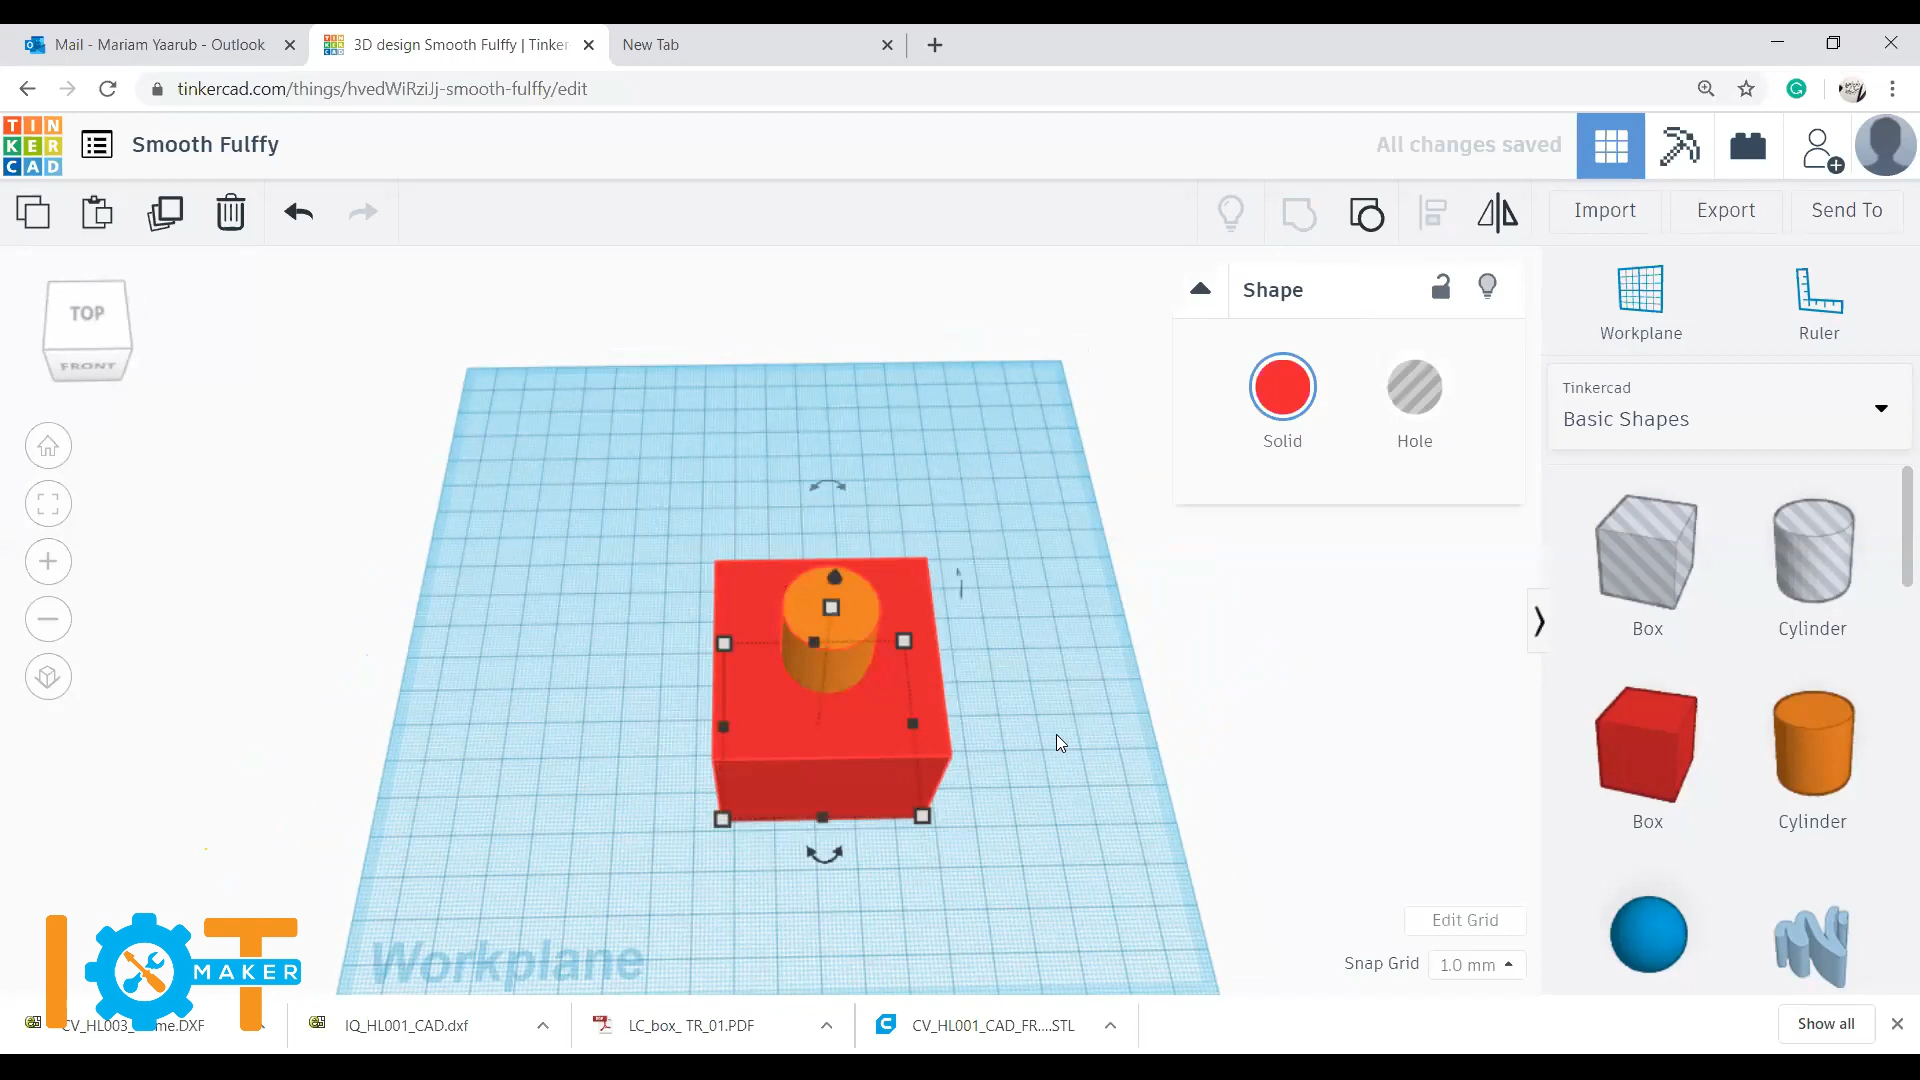 Mail - Mariam Yaarub - Outlook
3D design Smooth Fulffy | Tinker
New Tab
tinkercad.com/things/hvedWiRziJj-smooth-fulffy/edit
TIN
KER
CAD
Smooth Fulffy
All changes saved
Import
Export
Send To
TOP
FRONT
Shape
Solid
Hole
Workplane
Ruler
Tinkercad
Basic Shapes
Box
Cylinder
Box
Cylinder
Workplane
Edit Grid
Snap Grid
1.0 mm
IoT
MAKER
IQ_HL001_CAD.dxf
LC_box_ TR_01.PDF
CV_HL001_CAD_FR....STL
Show all